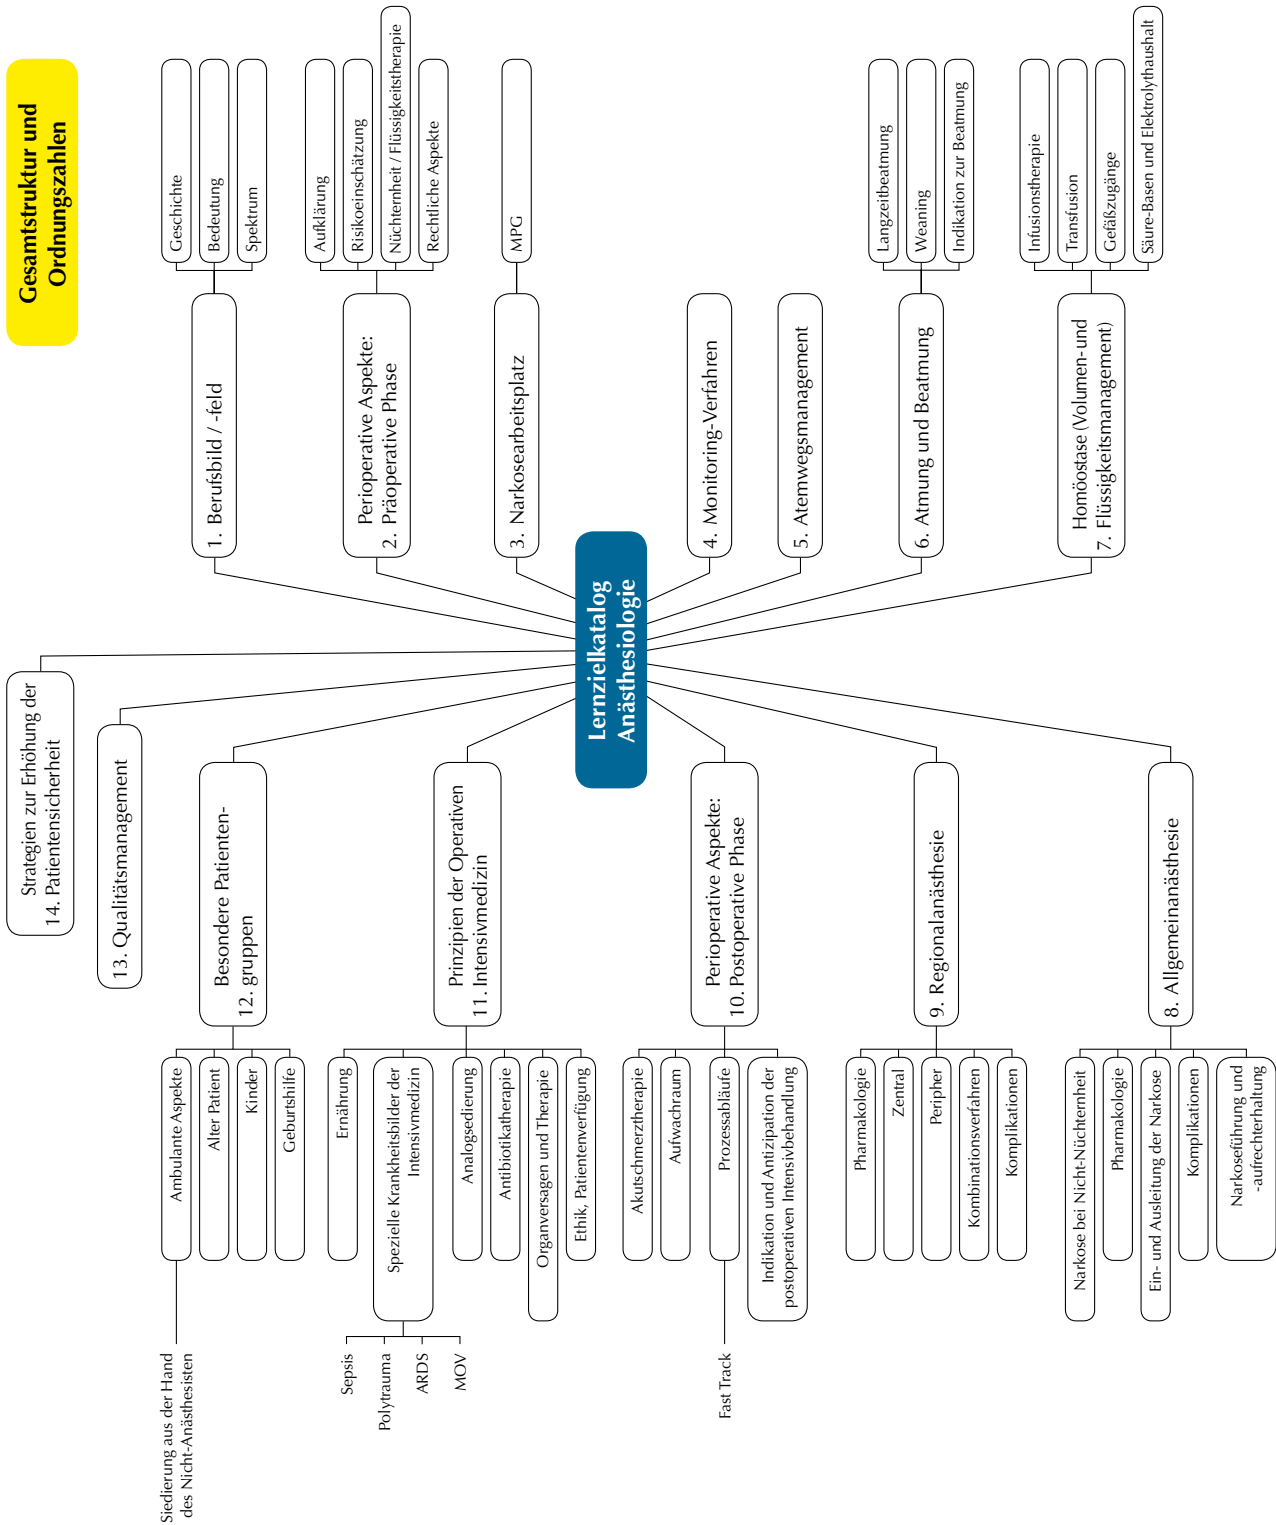 Gesamtstruktur und
Ordnungszahlen
Lernzielkatalog
Anästhesiologie
1. Berufsbild / -feld
Geschichte
Bedeutung
Spektrum
Perioperative Aspekte:
2. Präoperative Phase
Aufklärung
Risikoeinschätzung
Nüchternheit / Flüssigkeitstherapie
Rechtliche Aspekte
3. Narkosearbeitsplatz
MPG
4. Monitoring-Verfahren
5. Atemwegsmanagement
6. Atmung und Beatmung
Langzeitbeatmung
Weaning
Indikation zur Beatmung
Homöostase (Volumen- und
7. Flüssigkeitsmanagement)
Infusionstherapie
Transfusion
Gefäßzugänge
Säure-Basen und Elektrolythaushalt
8. Allgemeinanästhesie
Narkose bei Nicht-Nüchternheit
Pharmakologie
Ein- und Ausleitung der Narkose
Komplikationen
Narkoseführung und
-aufrechterhaltung
9. Regionalanästhesie
Pharmakologie
Zentral
Peripher
Kombinationsverfahren
Komplikationen
Perioperative Aspekte:
10. Postoperative Phase
Akutschmerztherapie
Aufwachraum
Prozessabläufe
Fast Track
Indikation und Antizipation der
postoperativen Intensivbehandlung
Prinzipien der Operativen
11. Intensivmedizin
Ernährung
Spezielle Krankheitsbilder der
Intensivmedizin
Sepsis
Polytrauma
ARDS
MOV
Analogsedierung
Antibiotikatherapie
Organversagen und Therapie
Ethik, Patientenverfügung
Besondere Patienten-
12. gruppen
Ambulante Aspekte
Siedierung aus der Hand
des Nicht-Anästhesisten
Alter Patient
Kinder
Geburtshilfe
13. Qualitätsmanagement
Strategien zur Erhöhung der
14. Patientensicherheit